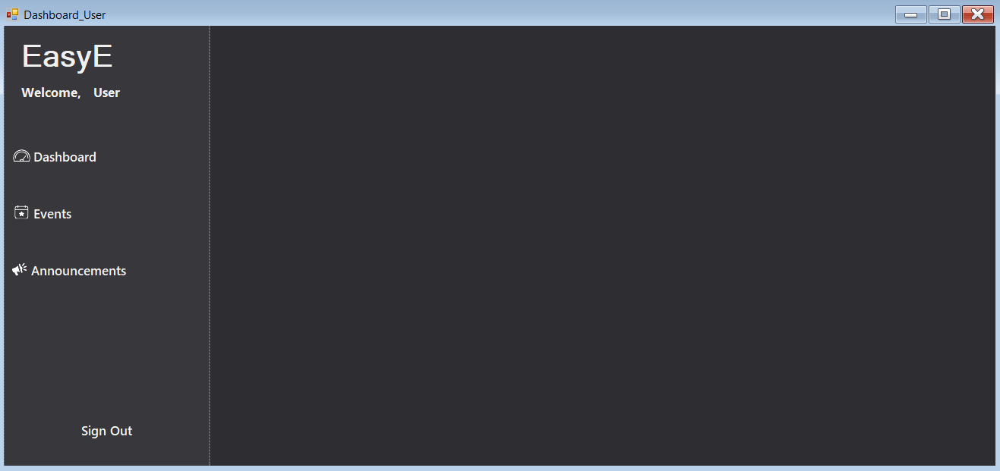 Dashboard_User
EasyE
Welcome, User
Dashboard
Events
Announcements
Sign Out